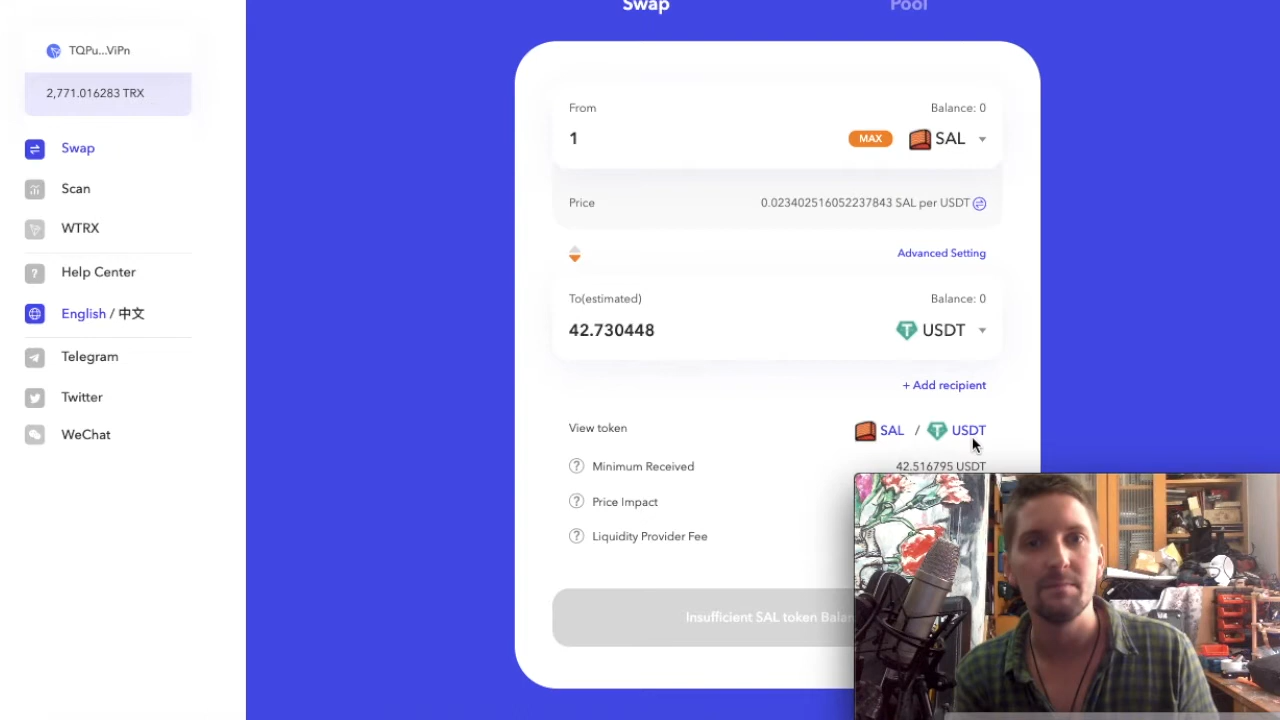 Swap
Pool
TQPu...ViPn
2,771.016283 TRX
Swap
Scan
WTRX
Help Center
English / 中文
Telegram
Twitter
WeChat
From
Balance: 0
1
MAX
SAL
Price
0.023402516052237843 SAL per USDT
Advanced Setting
To(estimated)
Balance: 0
42.730448
USDT
+ Add recipient
View token
SAL / USDT
? Minimum Received
42.516795 USDT
? Price Impact
? Liquidity Provider Fee
Insufficient SAL token Balan